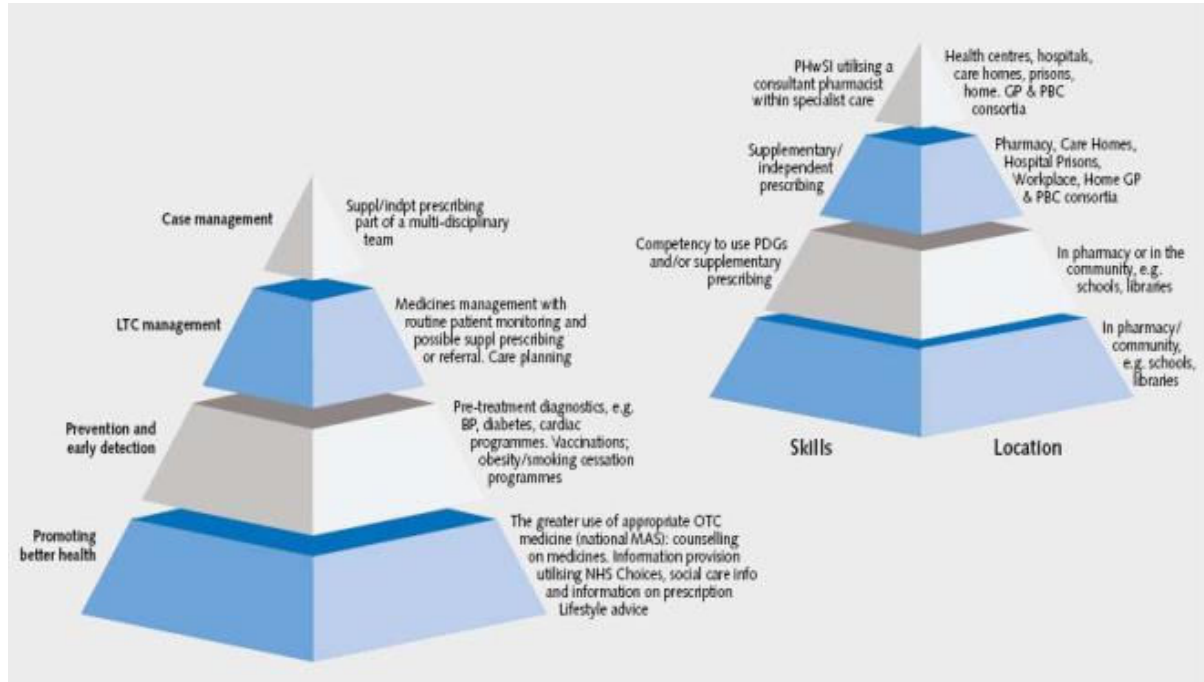 Case management
Suppl/indpt prescribing
part of a multi-disciplinary
team
LTC management
Medicines management with
routine patient monitoring and
possible suppl prescribing
or referral. Care planning
Prevention and
early detection
Pre-treatment diagnostics, e.g.
BP, diabetes, cardiac
programmes. Vaccinations;
obesity/smoking cessation
programmes
Promoting
better health
The greater use of appropriate OTC
medicine (national MAS): counselling
on medicines. Information provision
utilising NHS Choices, social care info
and information on prescription
Lifestyle advice
PHwSI utilising a
consultant pharmacist
within specialist care
Health centres, hospitals,
care homes, prisons,
home. GP & PBC
consortia
Supplementary/
independent
prescribing
Pharmacy, Care Homes,
Hospital Prisons,
Workplace, Home GP
& PBC consortia
Competency to use PDGs
and/or supplementary
prescribing
In pharmacy or in the
community, e.g.
schools, libraries
In pharmacy/
community,
e.g. schools,
libraries
Skills
Location